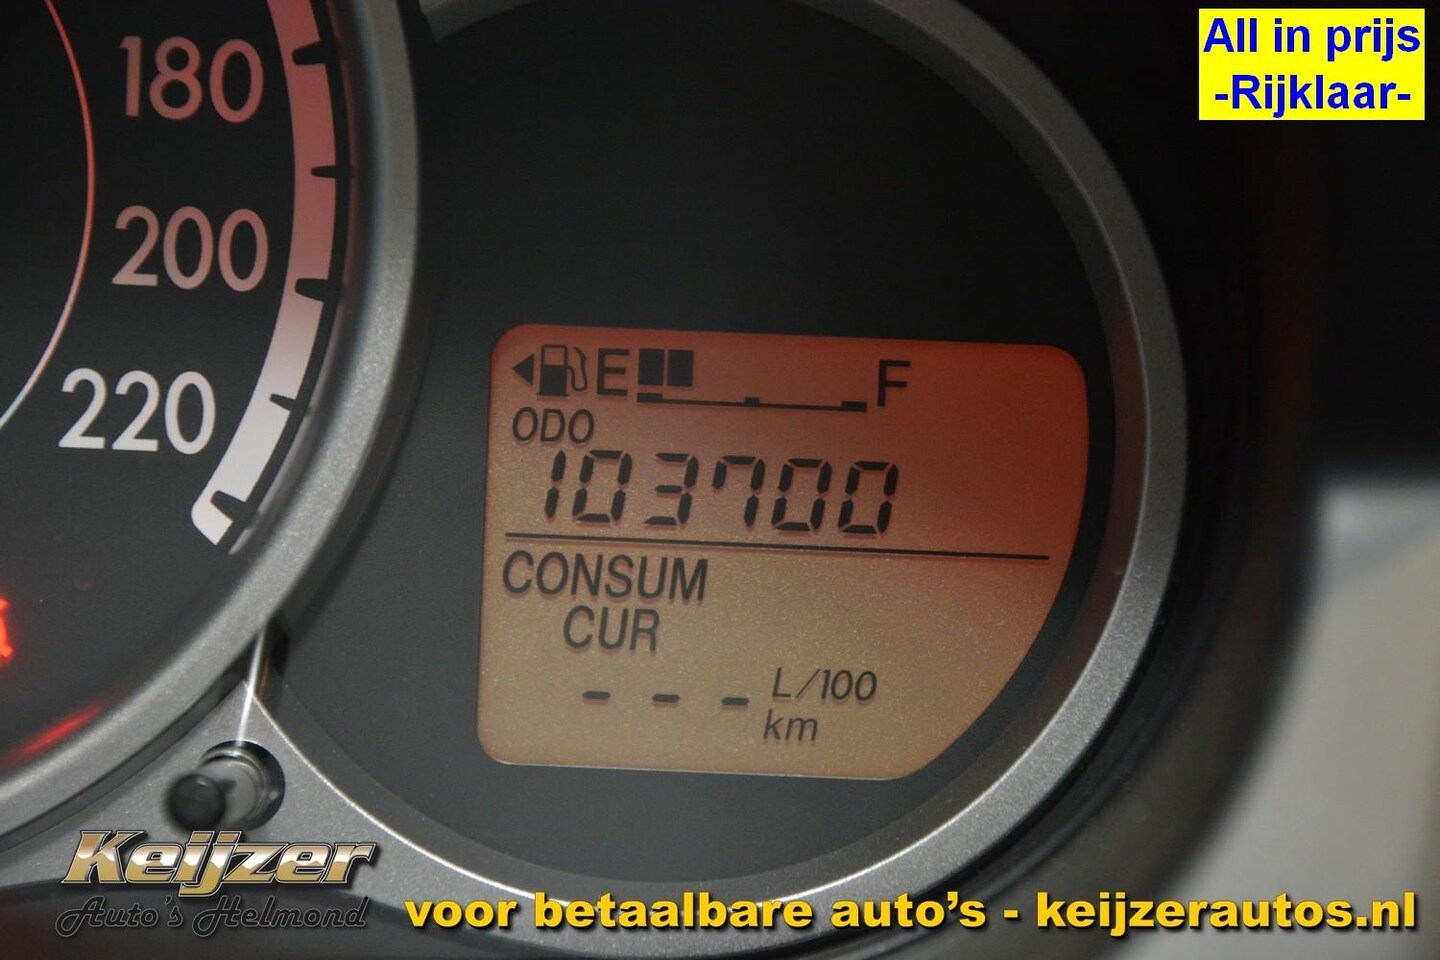 All in prijs
-Rijklaar-
180
200
220
E F
ODO
103700
CONSUM
CUR
- - - L/100
km
Keijzer
Auto's Helmond
voor betaalbare auto's - keijzerautos.nl